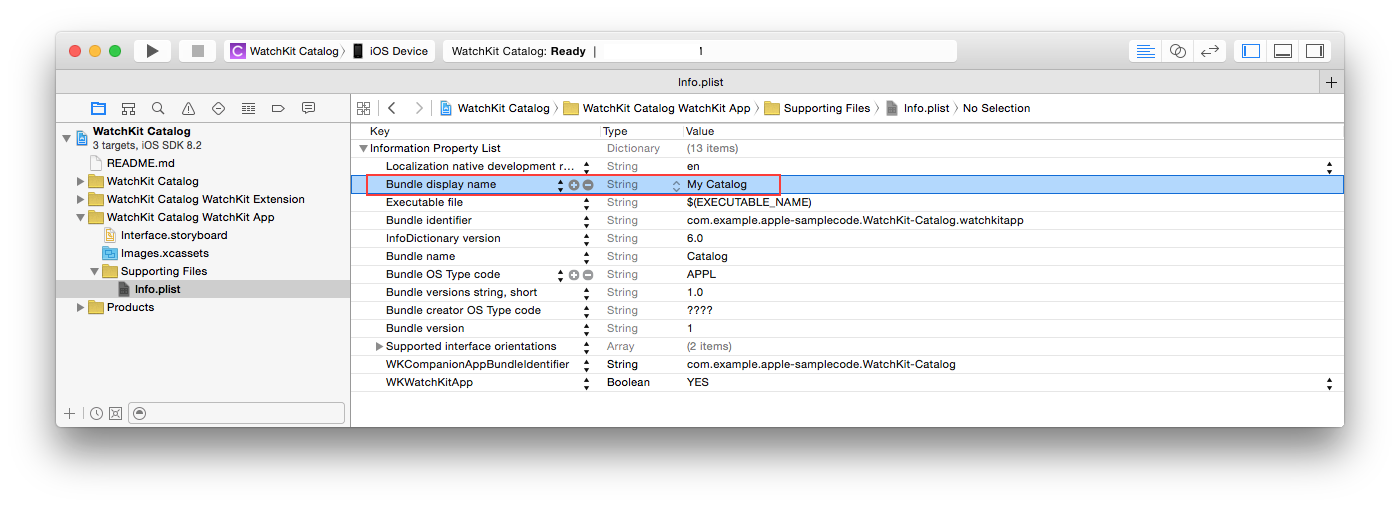 WatchKit Catalog iOS Device WatchKit Catalog: Ready | 1
Info.plist
WatchKit Catalog WatchKit Catalog WatchKit App Supporting Files Info.plist No Selection
WatchKit Catalog
3 targets, iOS SDK 8.2
README.md
WatchKit Catalog
WatchKit Catalog WatchKit Extension
WatchKit Catalog WatchKit App
Interface.storyboard
Images.xcassets
Supporting Files
Info.plist
Products
Key Type Value
Information Property List Dictionary (13 items)
Localization native development r... String en
Bundle display name String My Catalog
Executable file String $(EXECUTABLE_NAME)
Bundle identifier String com.example.apple-samplecode.WatchKit-Catalog.watchkitapp
InfoDictionary version String 6.0
Bundle name String Catalog
Bundle OS Type code String APPL
Bundle versions string, short String 1.0
Bundle creator OS Type code String ????
Bundle version String 1
Supported interface orientations Array (2 items)
WKCompanionAppBundleIdentifier String com.example.apple-samplecode.WatchKit-Catalog
WKWatchKitApp Boolean YES